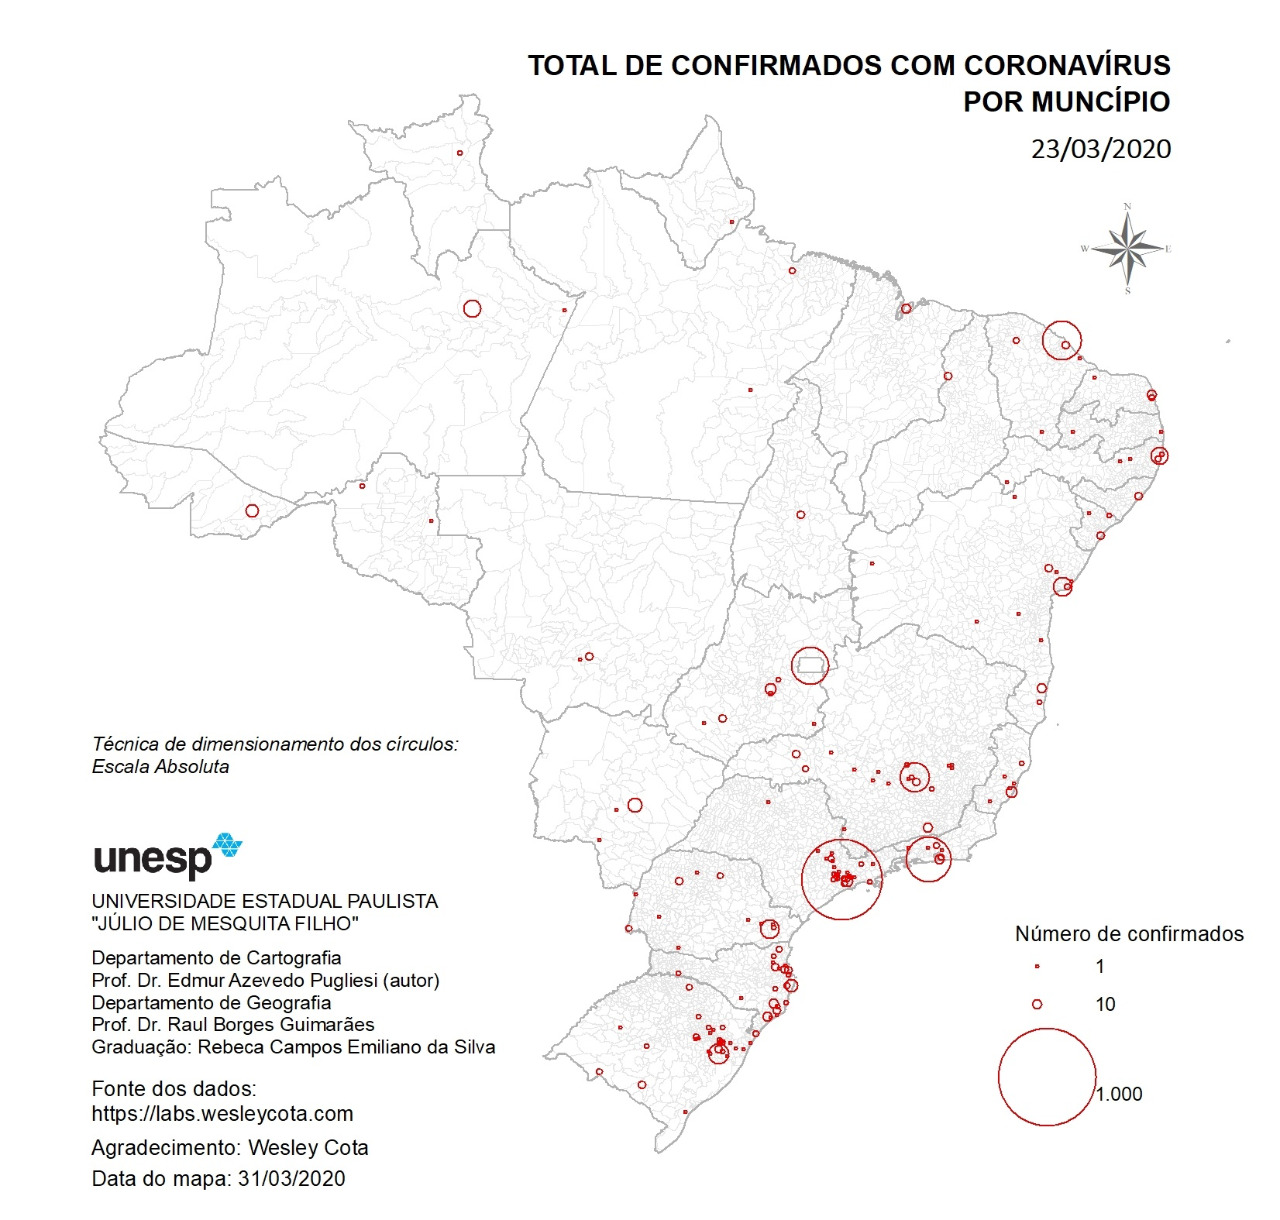 TOTAL DE CONFIRMADOS COM CORONAVÍRUS
POR MUNCÍPIO
23/03/2020
N
W
E
S
Técnica de dimensionamento dos círculos:
Escala Absoluta
unesp
UNIVERSIDADE ESTADUAL PAULISTA
"JÚLIO DE MESQUITA FILHO"
Departamento de Cartografia
Prof. Dr. Edmur Azevedo Pugliesi (autor)
Departamento de Geografia
Prof. Dr. Raul Borges Guimarães
Graduação: Rebeca Campos Emiliano da Silva
Fonte dos dados:
https://labs.wesleycota.com
Agradecimento: Wesley Cota
Data do mapa: 31/03/2020
Número de confirmados
1
10
1.000